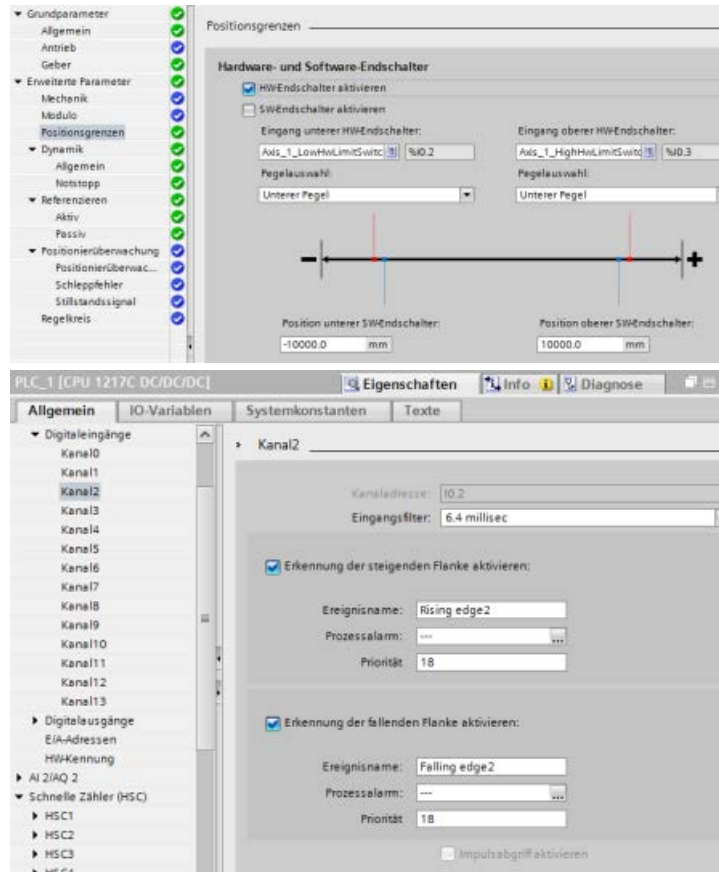 Grundparameter
Allgemein
Antrieb
Geber
Erweiterte Parameter
Mechanik
Modulo
Positionsgrenzen
Dynamik
Allgemein
Notstopp
Referenzieren
Aktiv
Passiv
Positionierüberwachung
Positionierüberwac...
Schleppfehler
Stillstandssignal
Regelkreis
Positionsgrenzen
Hardware- und Software-Endschalter
HW-Endschalter aktivieren
SW-Endschalter aktivieren
Eingang unterer HW-Endschalter: Eingang oberer HW-Endschalter:
Axis_1_LowHwLimitSwitc %I0.2 Axis_1_HighHwLimitSwitc %I0.3
Pegelauswahl: Pegelauswahl:
Unterer Pegel Unterer Pegel
- +
Position unterer SW-Endschalter: Position oberer SW-Endschalter:
-10000.0 mm 10000.0 mm
PLC_1 [CPU 1217C DC/DC/DC] Eigenschaften Info Diagnose
Allgemein IO-Variablen Systemkonstanten Texte
Digitaleingänge
Kanal0
Kanal1
Kanal2
Kanal3
Kanal4
Kanal5
Kanal6
Kanal7
Kanal8
Kanal9
Kanal10
Kanal11
Kanal12
Kanal13
Digitalausgänge
E/A-Adressen
HW-Kennung
AI 2/AQ 2
Schnelle Zähler (HSC)
HSC1
HSC2
HSC3
Kanal2
Kanaladresse: I0.2
Eingangsfilter: 6.4 millisec
Erkennung der steigenden Flanke aktivieren:
Ereignisname: Rising edge2
Prozessalarm: ---
Priorität 18
Erkennung der fallenden Flanke aktivieren:
Ereignisname: Falling edge2
Prozessalarm: ---
Priorität 18
Impulsabgriff aktivieren